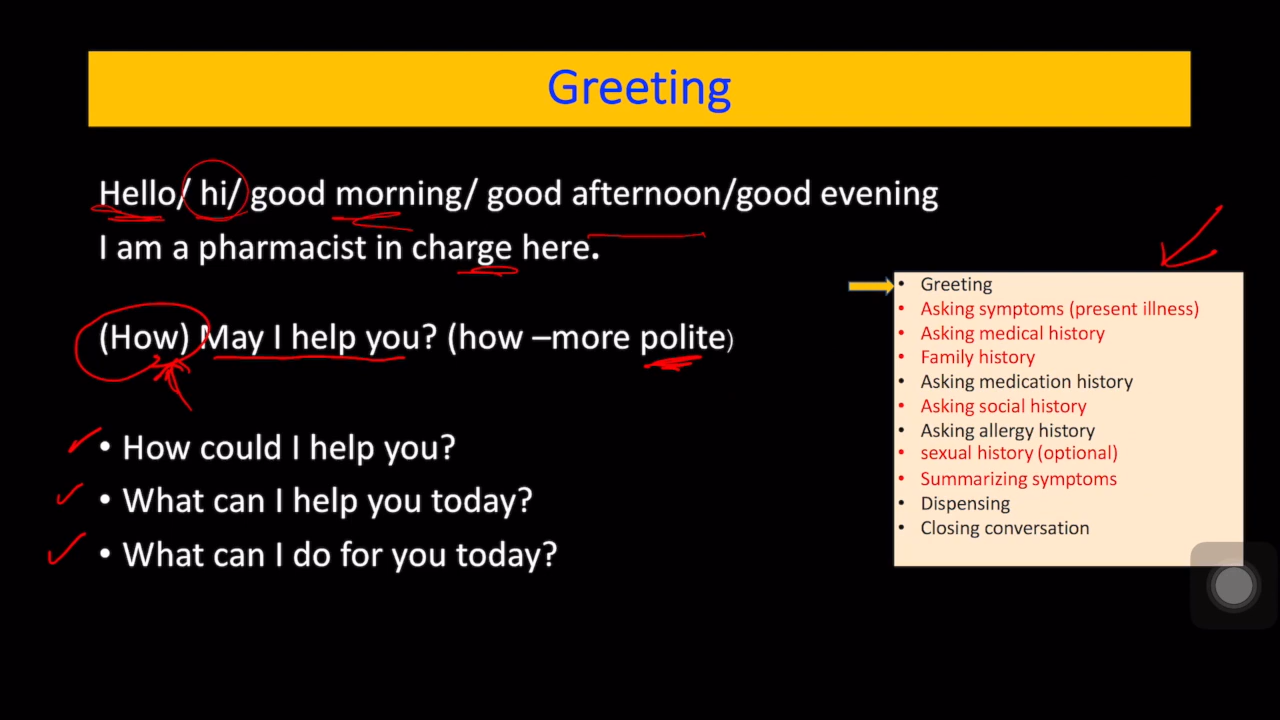 Greeting
Hello/ hi/ good morning/ good afternoon/good evening
I am a pharmacist in charge here.
(How) May I help you? (how –more polite)
• How could I help you?
• What can I help you today?
• What can I do for you today?
• Greeting
• Asking symptoms (present illness)
• Asking medical history
• Family history
• Asking medication history
• Asking social history
• Asking allergy history
• sexual history (optional)
• Summarizing symptoms
• Dispensing
• Closing conversation